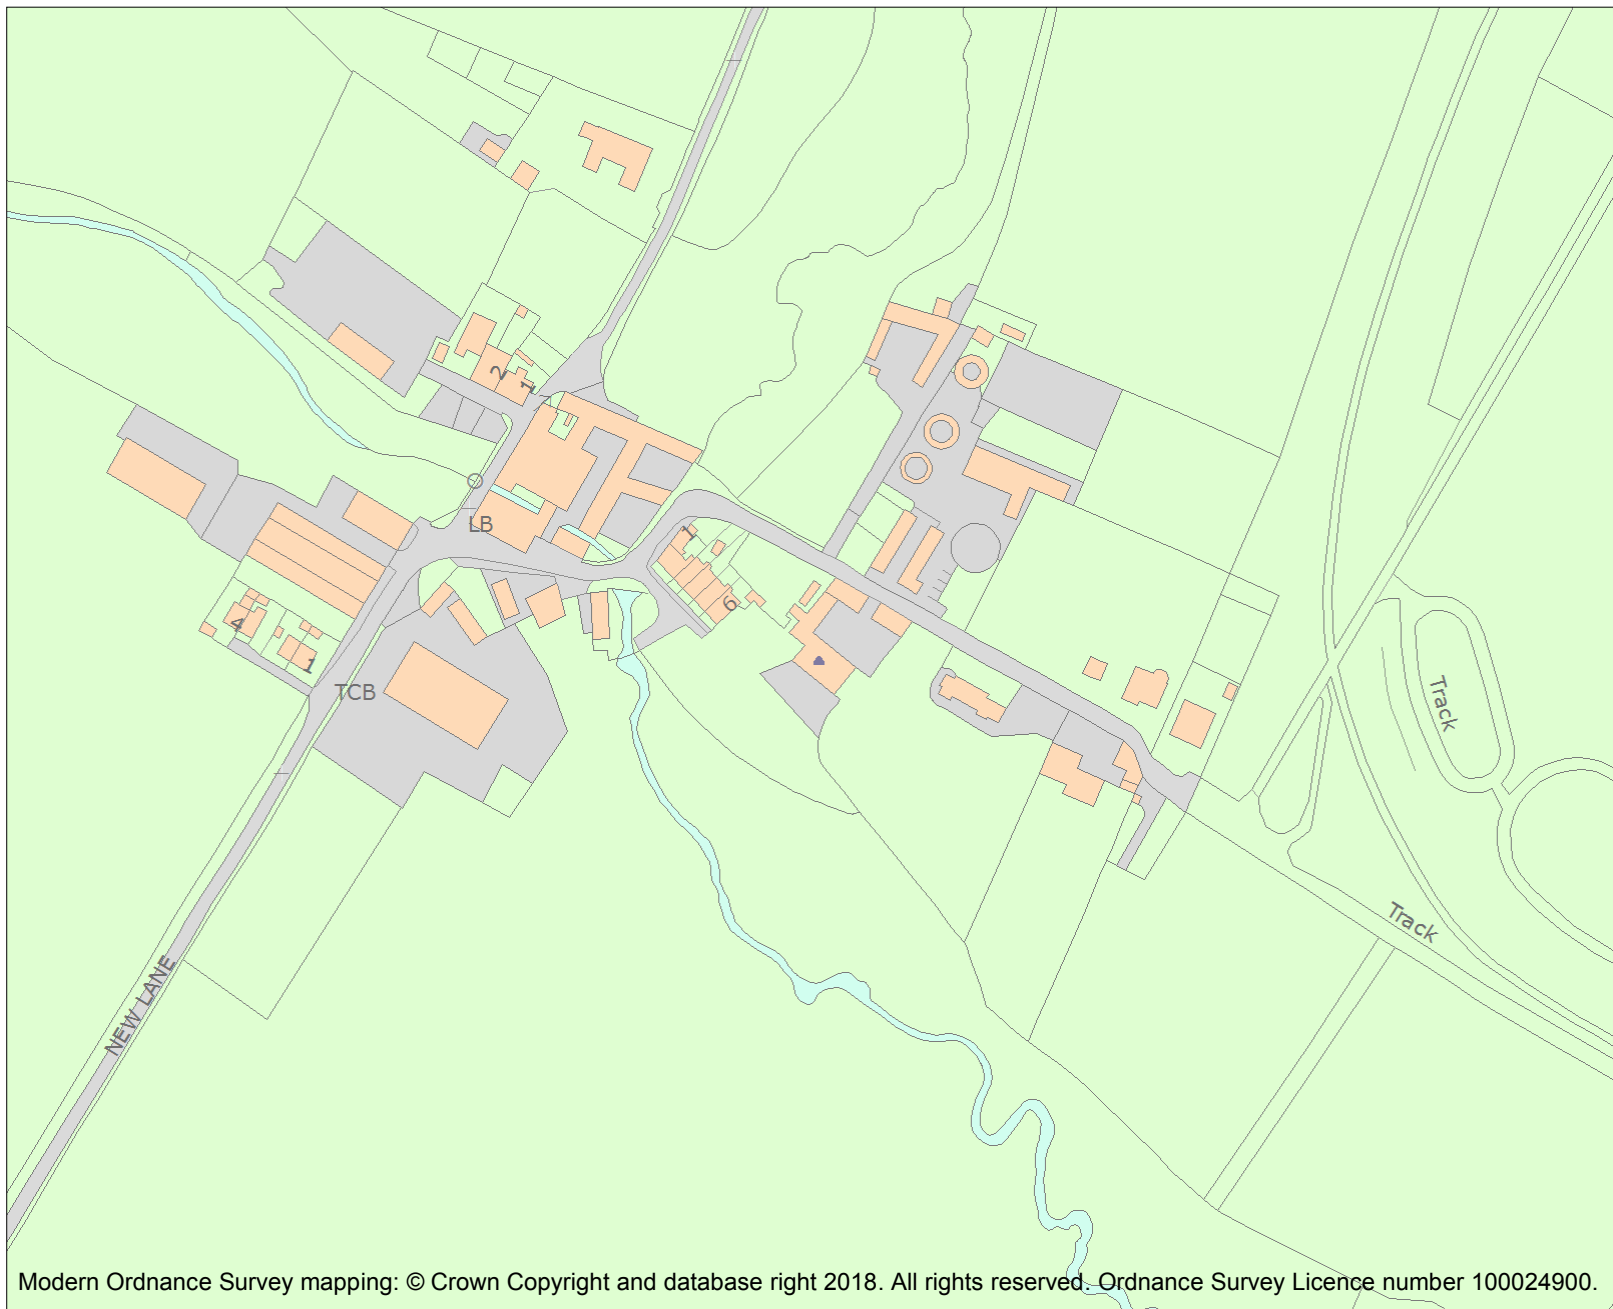 2
1
LB
1
6
4
1
TCB
Track
Track
NEW LANE
Modern Ordnance Survey mapping: © Crown Copyright and database right 2018. All rights reserved. Ordnance Survey Licence number 100024900.